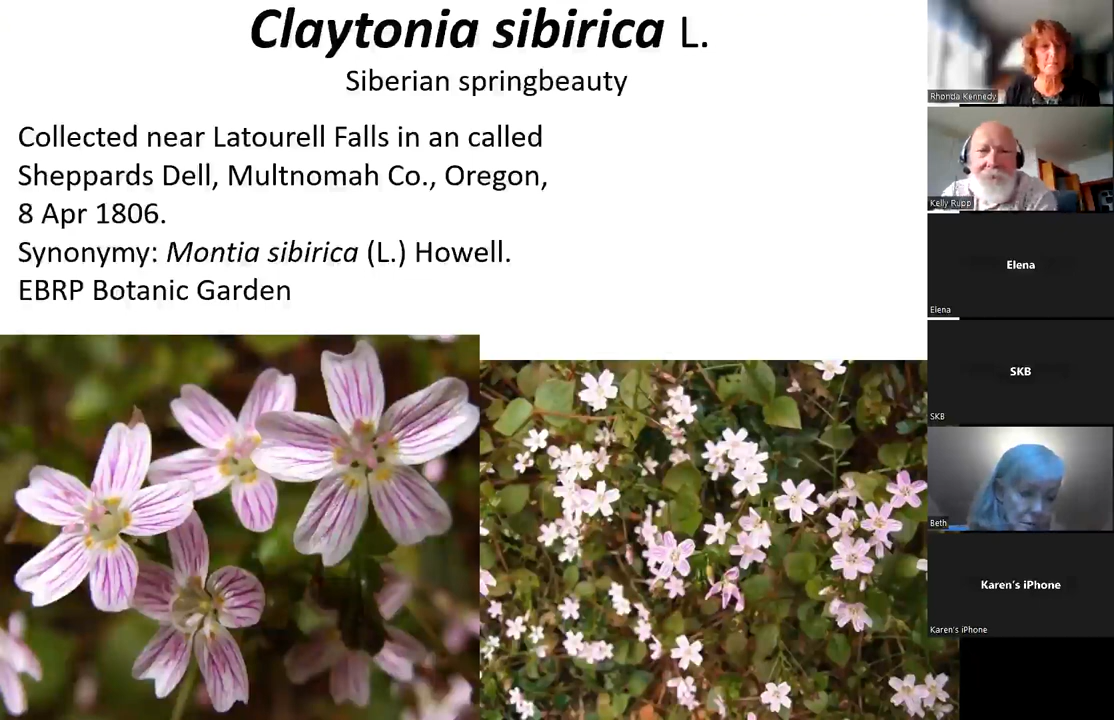 Claytonia sibirica L.
Siberian springbeauty
Collected near Latourell Falls in an called
Sheppards Dell, Multnomah Co., Oregon,
8 Apr 1806.
Synonymy: Montia sibirica (L.) Howell.
EBRP Botanic Garden
Rhonda Kennedy
Kelly Rupp
Elena
Elena
SKB
SKB
Beth
Karen's iPhone
Karen's iPhone